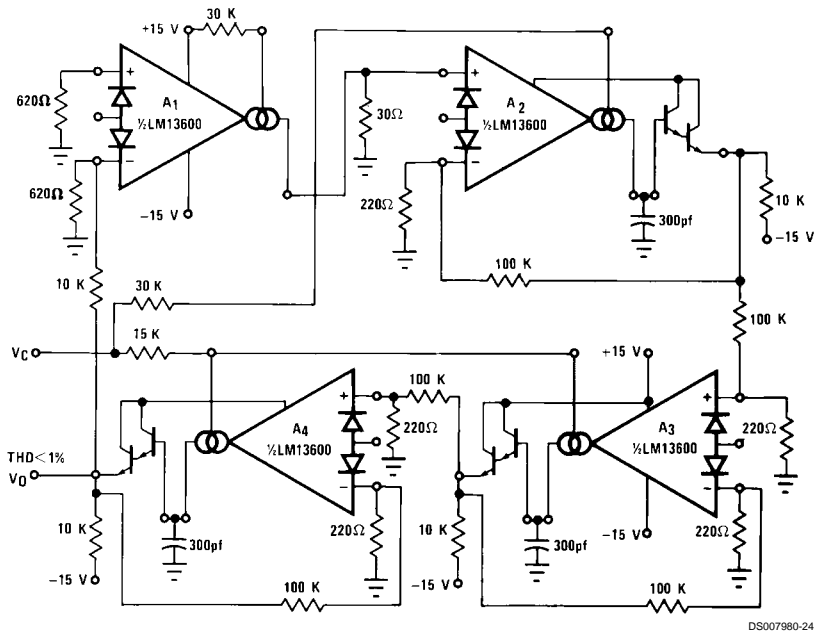 30 K
+15 V
+
A1
½LM13600
620Ω
−
620Ω
−15 V
30Ω
+
A2
½LM13600
−
220Ω
300pf
10 K
−15 V
10 K
30 K
100 K
100 K
VC
15 K
+15 V
100 K
+
A4
½LM13600
−
220Ω
+
A3
½LM13600
−
220Ω
THD<1%
VO
10 K
300pf
220Ω
10 K
300pf
−15 V
220Ω
−15 V
−15 V
100 K
100 K
DS007980-24